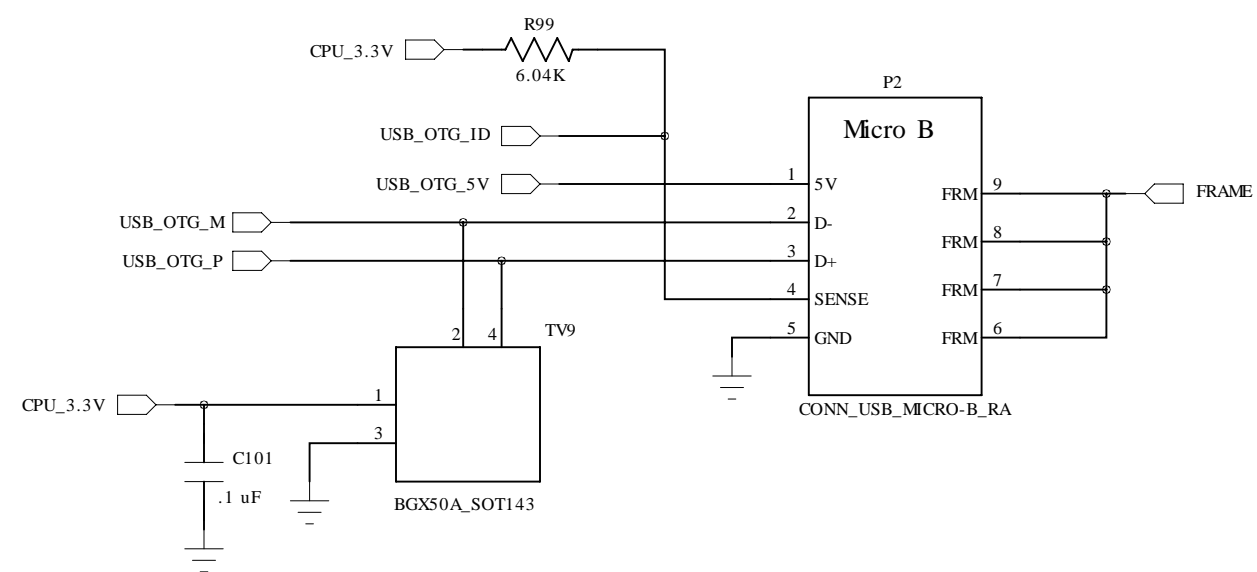 R99
CPU_3.3V
6.04K
P2
Micro B
USB_OTG_ID
USB_OTG_5V
1
5V
FRM
9
FRAME
USB_OTG_M
2
D-
FRM
8
USB_OTG_P
3
D+
FRM
7
4
SENSE
FRM
6
5
GND
2
4
TV9
CPU_3.3V
1
3
CONN_USB_MICRO-B_RA
C101
.1 uF
BGX50A_SOT143